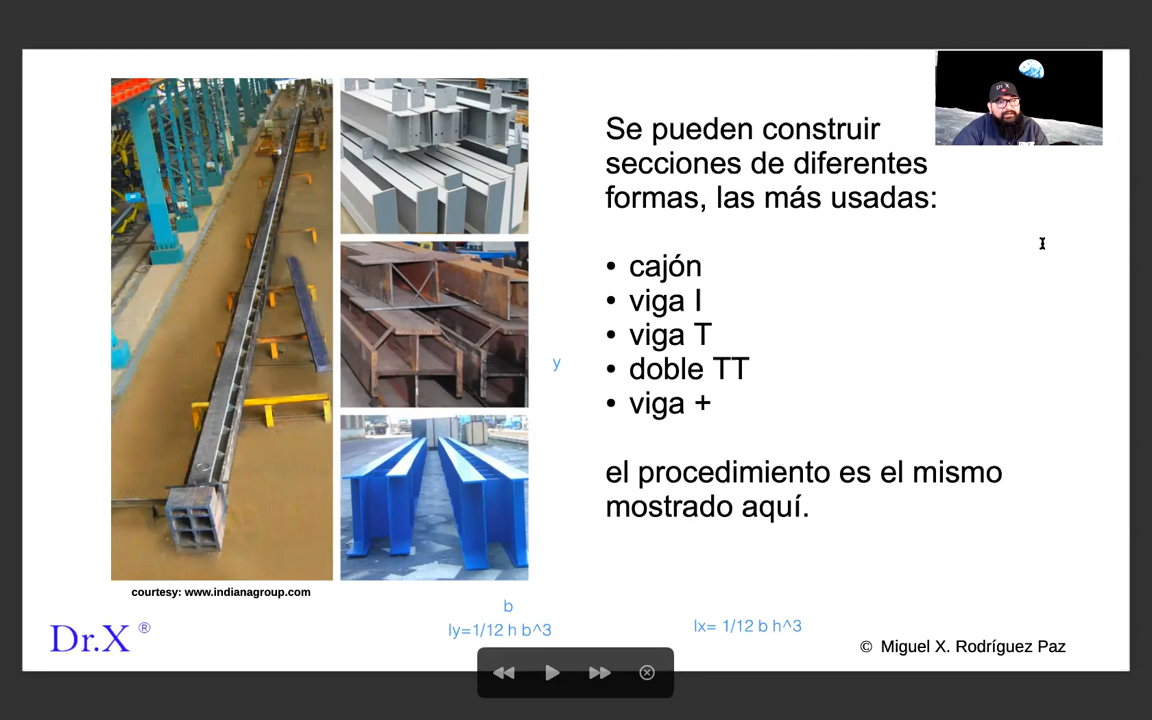 Se pueden construir
secciones de diferentes
formas, las más usadas:
• cajón
• viga I
• viga T
• doble TT
• viga +
el procedimiento es el mismo
mostrado aquí.
y
courtesy: www.indianagroup.com
b
Iy=1/12 h b^3
Ix= 1/12 b h^3
Dr.X ®
© Miguel X. Rodríguez Paz